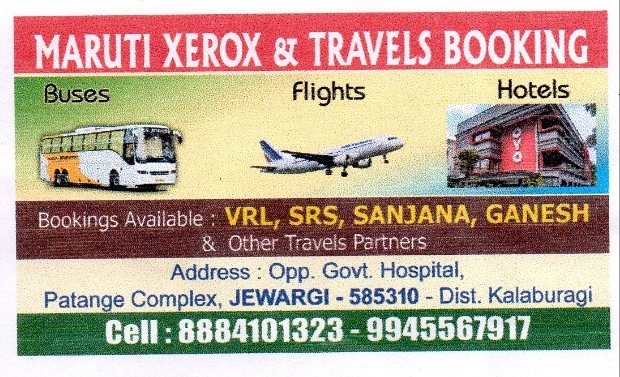 MARUTI XEROX & TRAVELS BOOKING
Buses Flights Hotels
OYO
Bookings Available : VRL, SRS, SANJANA, GANESH
& Other Travels Partners
Address : Opp. Govt. Hospital,
Patange Complex, JEWARGI - 585310 - Dist. Kalaburagi
Cell : 8884101323 - 9945567917